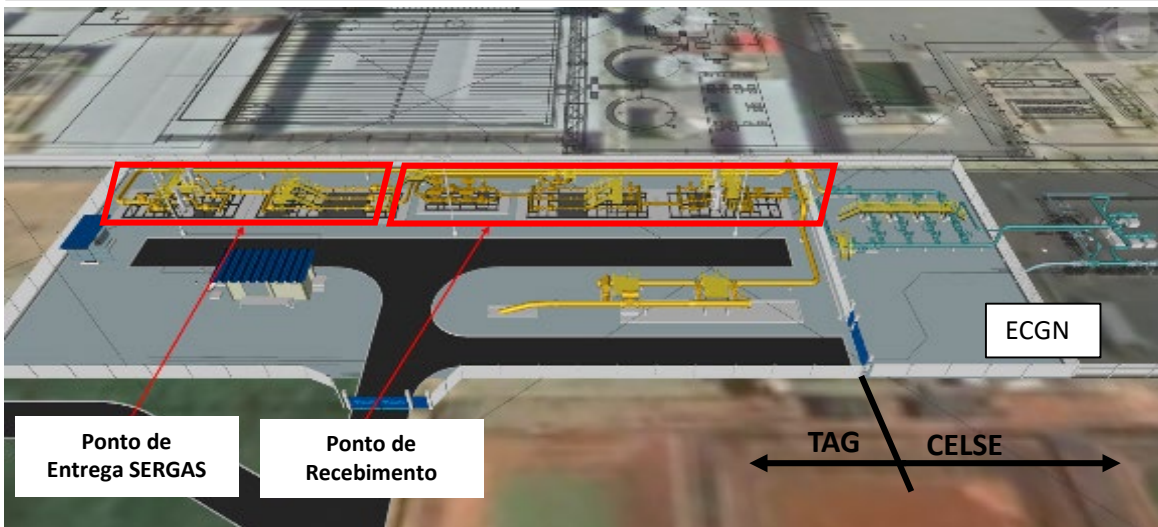 ECGN
Ponto de
Entrega SERGAS
Ponto de
Recebimento
TAG
CELSE